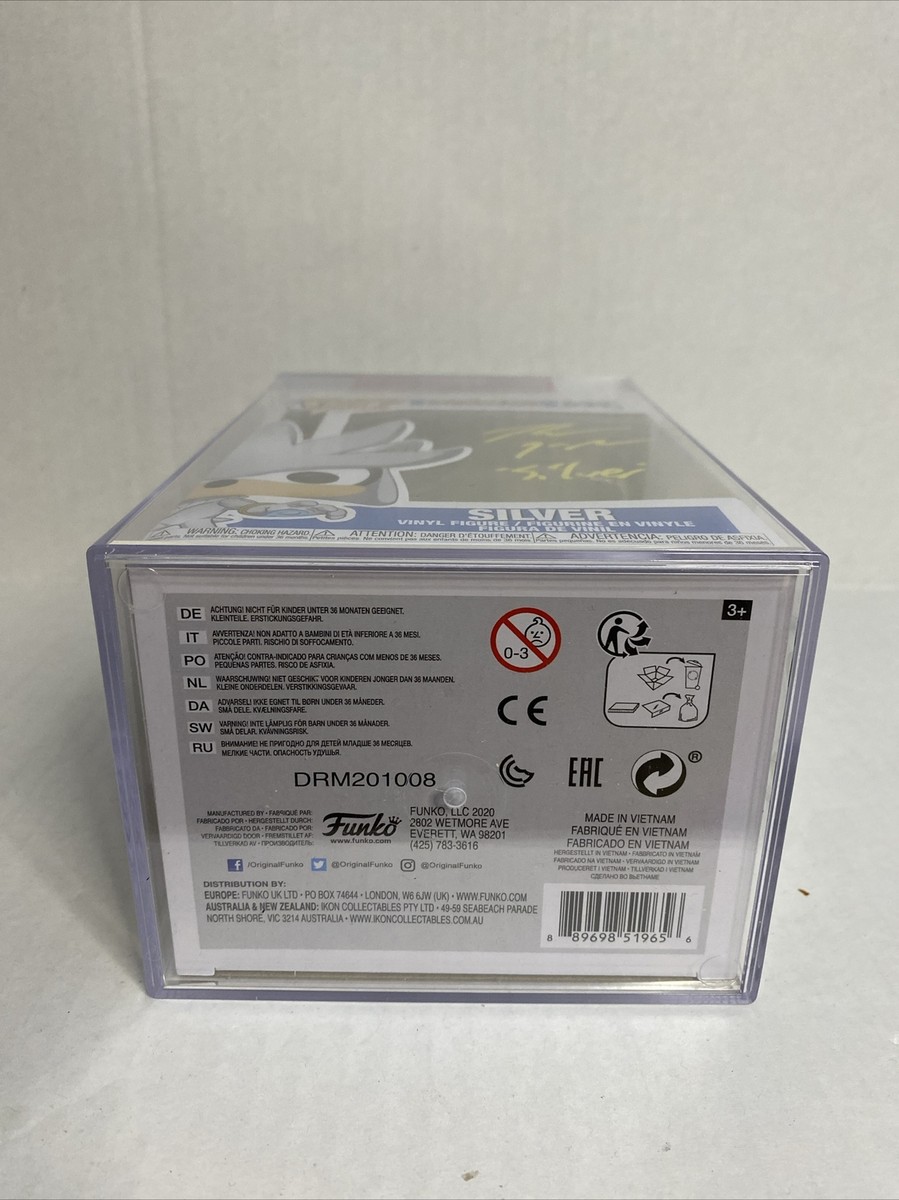 SILVER
VINYL FIGURE / FIGURINE EN VINYLE
FIGURA DE VINIL
WARNING: CHOKING HAZARD ATTENTION: DANGER D'ÉTOUFFEMENT ADVERTENCIA: PELIGRO DE ASFIXIA
3+
DE ACHTUNG! NICHT FÜR KINDER UNTER 36 MONATEN GEEIGNET.
KLEINTEILE. ERSTICKUNGSGEFAHR.
IT AVVERTENZA! NON ADATTO A BAMBINI DI ETÀ INFERIORE A 36 MESI.
PICCOLE PARTI. RISCHIO DI SOFFOCAMENTO.
PO ATENÇÃO! CONTRA-INDICADO PARA CRIANÇAS COM MENOS DE 36 MESES.
PEQUENAS PARTES. RISCO DE ASFIXIA.
NL WAARSCHUWING! NIET GESCHIKT VOOR KINDEREN JONGER DAN 36 MAANDEN.
KLEINE ONDERDELEN. VERSTIKKINGSGEVAAR.
DA ADVARSEL! IKKE EGNET TIL BØRN UNDER 36 MÅNEDER.
SMÅ DELE. KVÆLNINGSFARE.
SW VARNING! INTE LÄMPLIG FÖR BARN UNDER 36 MÅNADER.
SMÅ DELAR. KVÄVNINGSRISK.
RU ВНИМАНИЕ! НЕ ПРИГОДНО ДЛЯ ДЕТЕЙ МЛАДШЕ 36 МЕСЯЦЕВ.
МЕЛКИЕ ЧАСТИ. ОПАСНОСТЬ УДУШЬЯ.
0-3
CE
EAC
®
DRM201008
MANUFACTURED BY • FABRIQUÉ PAR:
FABRICADO POR • HERGESTELLT DURCH:
FABBRICATO DA • FABRICADO POR:
VERVAARDIGD DOOR • FREMSTILLET AF:
TILLVERKAD AV • ПРОИЗВОДИТЕЛЬ:
Funko
www.funko.com
FUNKO, LLC 2020
2802 WETMORE AVE
EVERETT, WA 98201
(425) 783-3616
MADE IN VIETNAM
FABRIQUÉ EN VIETNAM
FABRICADO EN VIETNAM
HERGESTELLT IN VIETNAM • FABBRICATO IN VIETNAM
FABRICADO NA VIETNAM • VERVAARDIGD IN VIETNAM
PRODUCERET I VIETNAM • TILLVERKAD I VIETNAM
СДЕЛАНО ВО ВЬЕТНАМЕ
/OriginalFunko @OriginalFunko @OriginalFunko
DISTRIBUTION BY:
EUROPE: FUNKO UK LTD • PO BOX 74644 • LONDON, W6 6JW (UK) • WWW.FUNKO.COM
AUSTRALIA & NEW ZEALAND: IKON COLLECTABLES PTY LTD • 49-59 SEABEACH PARADE
NORTH SHORE, VIC 3214 AUSTRALIA • WWW.IKONCOLLECTABLES.COM.AU
8 89698 51965 6